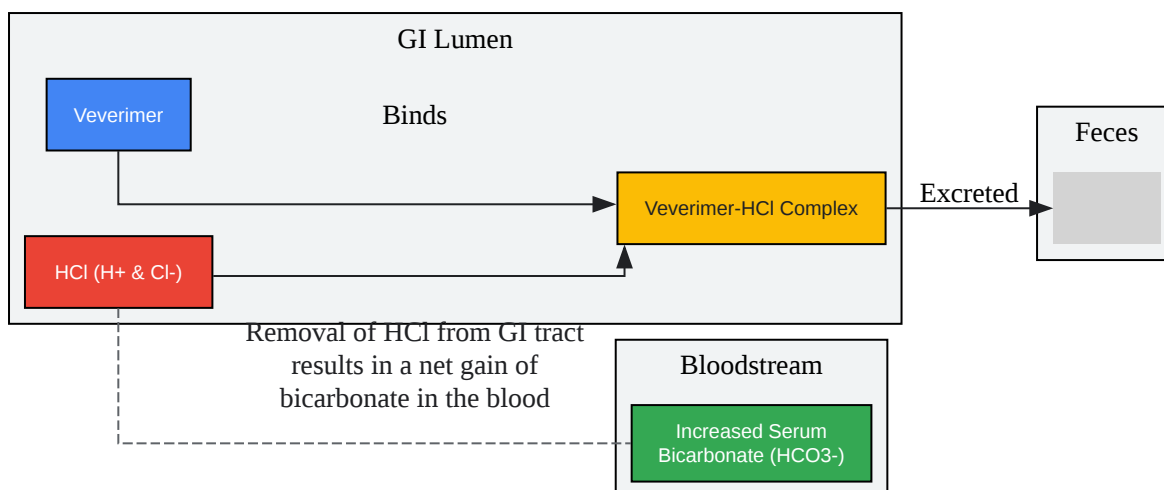 GI Lumen
Veverimer
Binds
Feces
Veverimer-HCl Complex
Excreted
HCl (H+ & Cl-)
Removal of HCl from GI tract
results in a net gain of
bicarbonate in the blood
Bloodstream
Increased Serum
Bicarbonate (HCO3-)